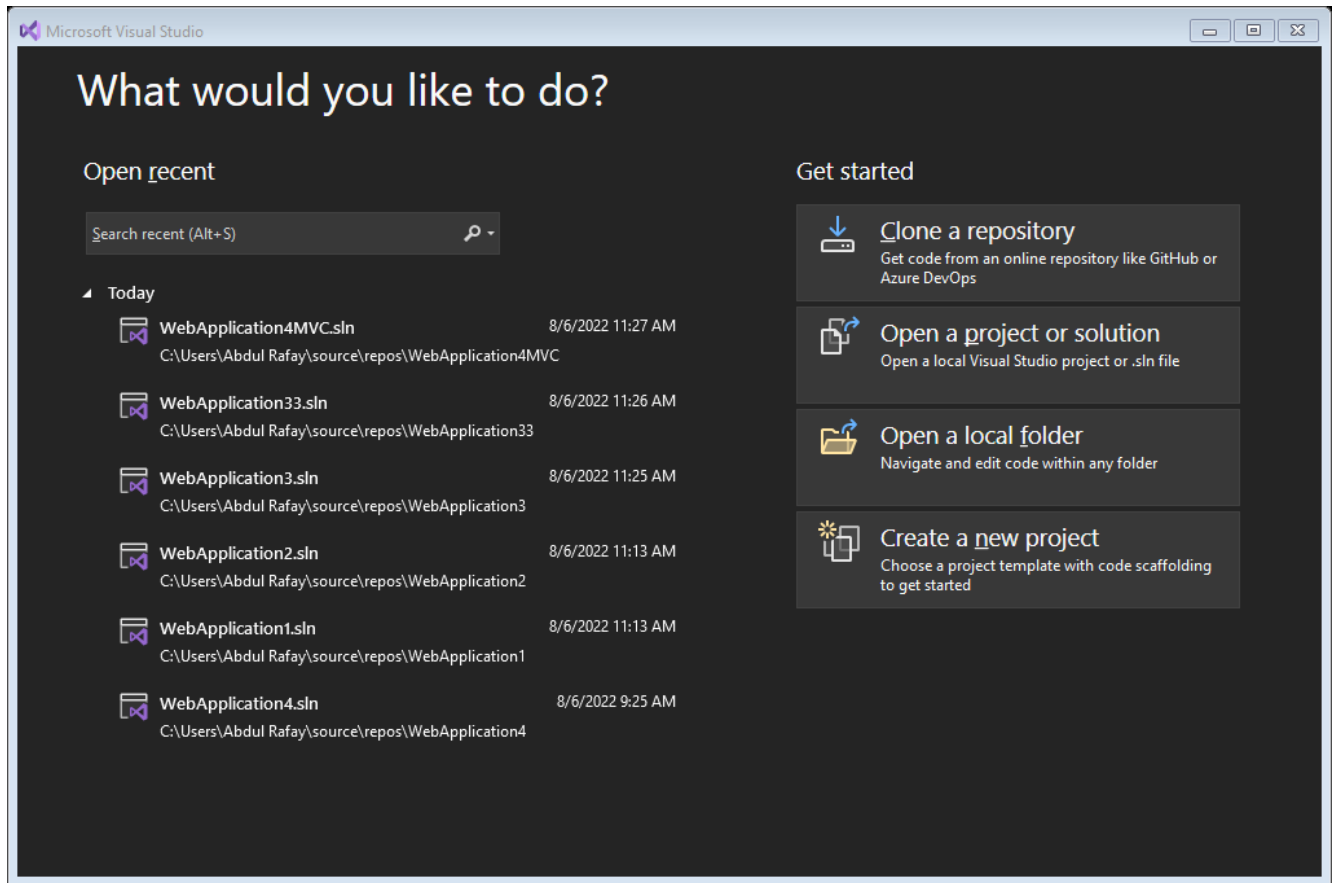 Microsoft Visual Studio
What would you like to do?
Open recent
Search recent (Alt+S)
Today
WebApplication4MVC.sln 8/6/2022 11:27 AM
C:\Users\Abdul Rafay\source\repos\WebApplication4MVC
WebApplication33.sln 8/6/2022 11:26 AM
C:\Users\Abdul Rafay\source\repos\WebApplication33
WebApplication3.sln 8/6/2022 11:25 AM
C:\Users\Abdul Rafay\source\repos\WebApplication3
WebApplication2.sln 8/6/2022 11:13 AM
C:\Users\Abdul Rafay\source\repos\WebApplication2
WebApplication1.sln 8/6/2022 11:13 AM
C:\Users\Abdul Rafay\source\repos\WebApplication1
WebApplication4.sln 8/6/2022 9:25 AM
C:\Users\Abdul Rafay\source\repos\WebApplication4
Get started
Clone a repository
Get code from an online repository like GitHub or
Azure DevOps
Open a project or solution
Open a local Visual Studio project or .sln file
Open a local folder
Navigate and edit code within any folder
Create a new project
Choose a project template with code scaffolding
to get started